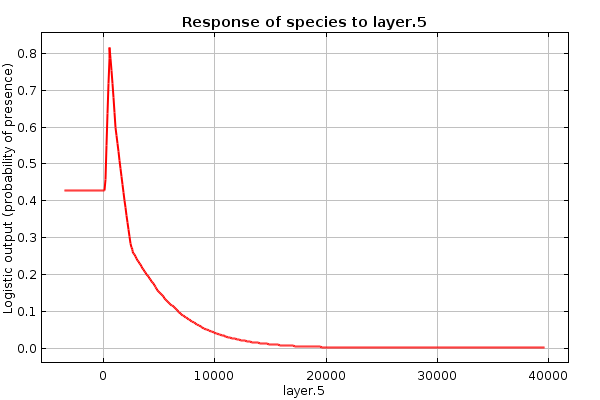 Response of species to layer.5
Logistic output (probability of presence)
0.8
0.7
0.6
0.5
0.4
0.3
0.2
0.1
0.0
0 10000 20000 30000 40000
layer.5